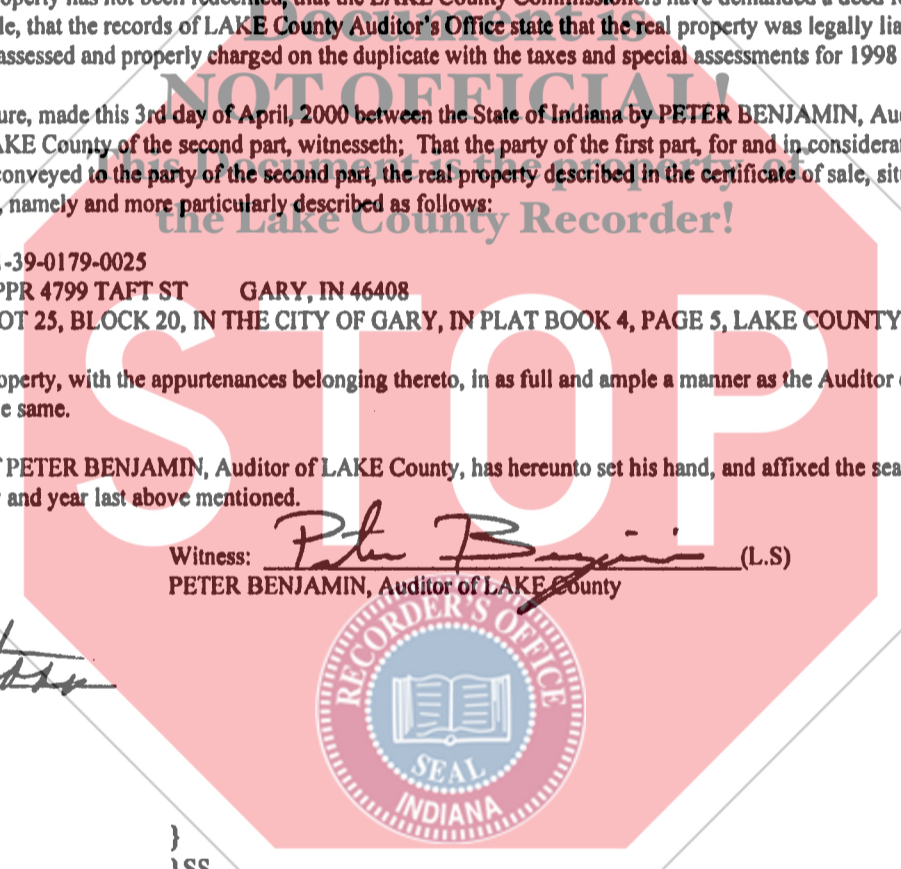 operty has not been redeemed, that the LAKE County Commissioners have demanded a deed
le, that the records of LAKE County Auditor's Office state that the real property was legally lia
assessed and properly charged on the duplicate with the taxes and special assessments for 1998
ure, made this 3rd day of April, 2000 between the State of Indiana by PETER BENJAMIN, Au
AKE County of the second part, witnesseth; That the party of the first part, for and in considerat
conveyed to the party of the second part, the real property described in the certificate of sale, situ
, namely and more particularly described as follows:
-39-0179-0025
PPR 4799 TAFT ST GARY, IN 46408
OT 25, BLOCK 20, IN THE CITY OF GARY, IN PLAT BOOK 4, PAGE 5, LAKE COUNTY
operty, with the appurtenances belonging thereto, in as full and ample a manner as the Auditor
e same.
PETER BENJAMIN, Auditor of LAKE County, has hereunto set his hand, and affixed the sea
and year last above mentioned.
Witness: Peter Benjamin (L.S)
PETER BENJAMIN, Auditor of LAKE County
}
}SS
Document is
NOT OFFICIAL!
This Document is the property of
the Lake County Recorder!
STOP
RECORDER'S OFFICE
SEAL
INDIANA